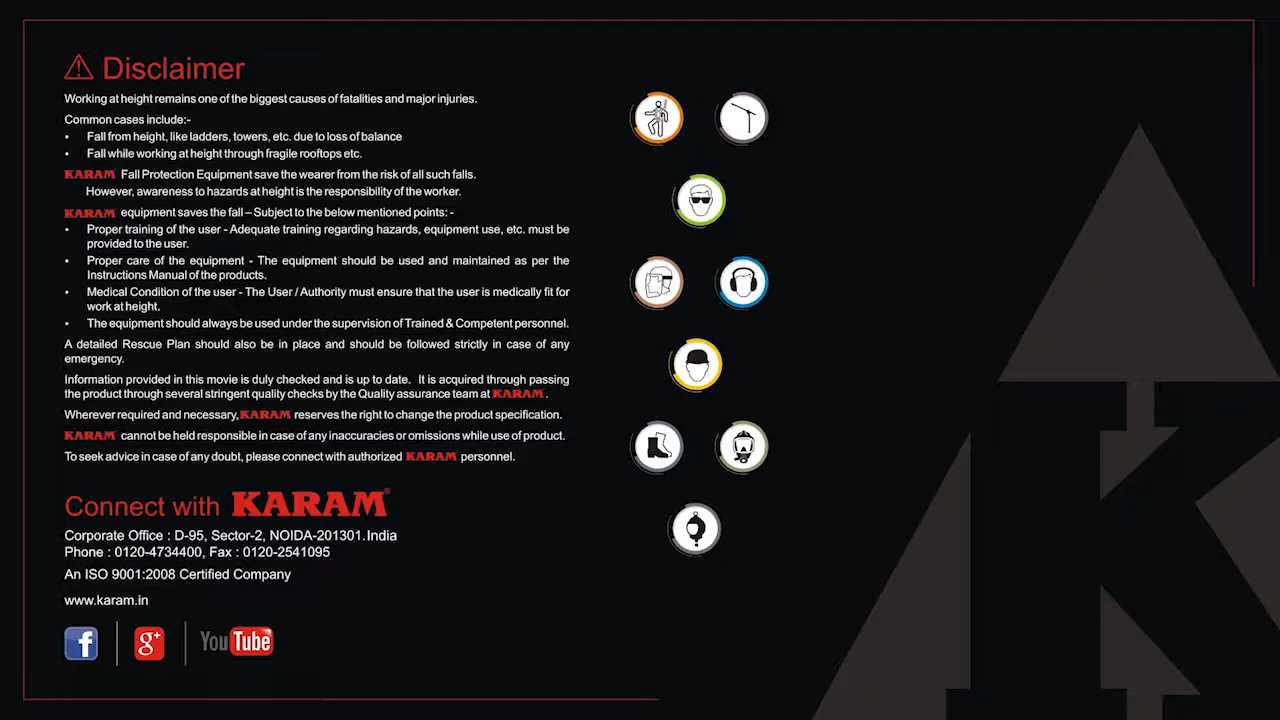 Disclaimer
Working at height remains one of the biggest causes of fatalities and major injuries.
Common cases include:-
• Fall from height, like ladders, towers, etc. due to loss of balance
• Fall while working at height through fragile rooftops etc.
KARAM® Fall Protection Equipment save the wearer from the risk of all such falls.
However, awareness to hazards at height is the responsibility of the worker.
KARAM® equipment saves the fall – Subject to the below mentioned points: -
• Proper training of the user - Adequate training regarding hazards, equipment use, etc. must be
provided to the user.
• Proper care of the equipment - The equipment should be used and maintained as per the
Instructions Manual of the products.
• Medical Condition of the user - The User / Authority must ensure that the user is medically fit for
work at height.
• The equipment should always be used under the supervision of Trained & Competent personnel.
A detailed Rescue Plan should also be in place and should be followed strictly in case of any
emergency.
Information provided in this movie is duly checked and is up to date. It is acquired through passing
the product through several stringent quality checks by the Quality assurance team at KARAM®.
Wherever required and necessary, KARAM® reserves the right to change the product specification.
KARAM® cannot be held responsible in case of any inaccuracies or omissions while use of product.
To seek advice in case of any doubt, please connect with authorized KARAM® personnel.
Connect with KARAM®
Corporate Office : D-95, Sector-2, NOIDA-201301.India
Phone : 0120-4734400, Fax : 0120-2541095
An ISO 9001:2008 Certified Company
www.karam.in
f g+ YouTube
K